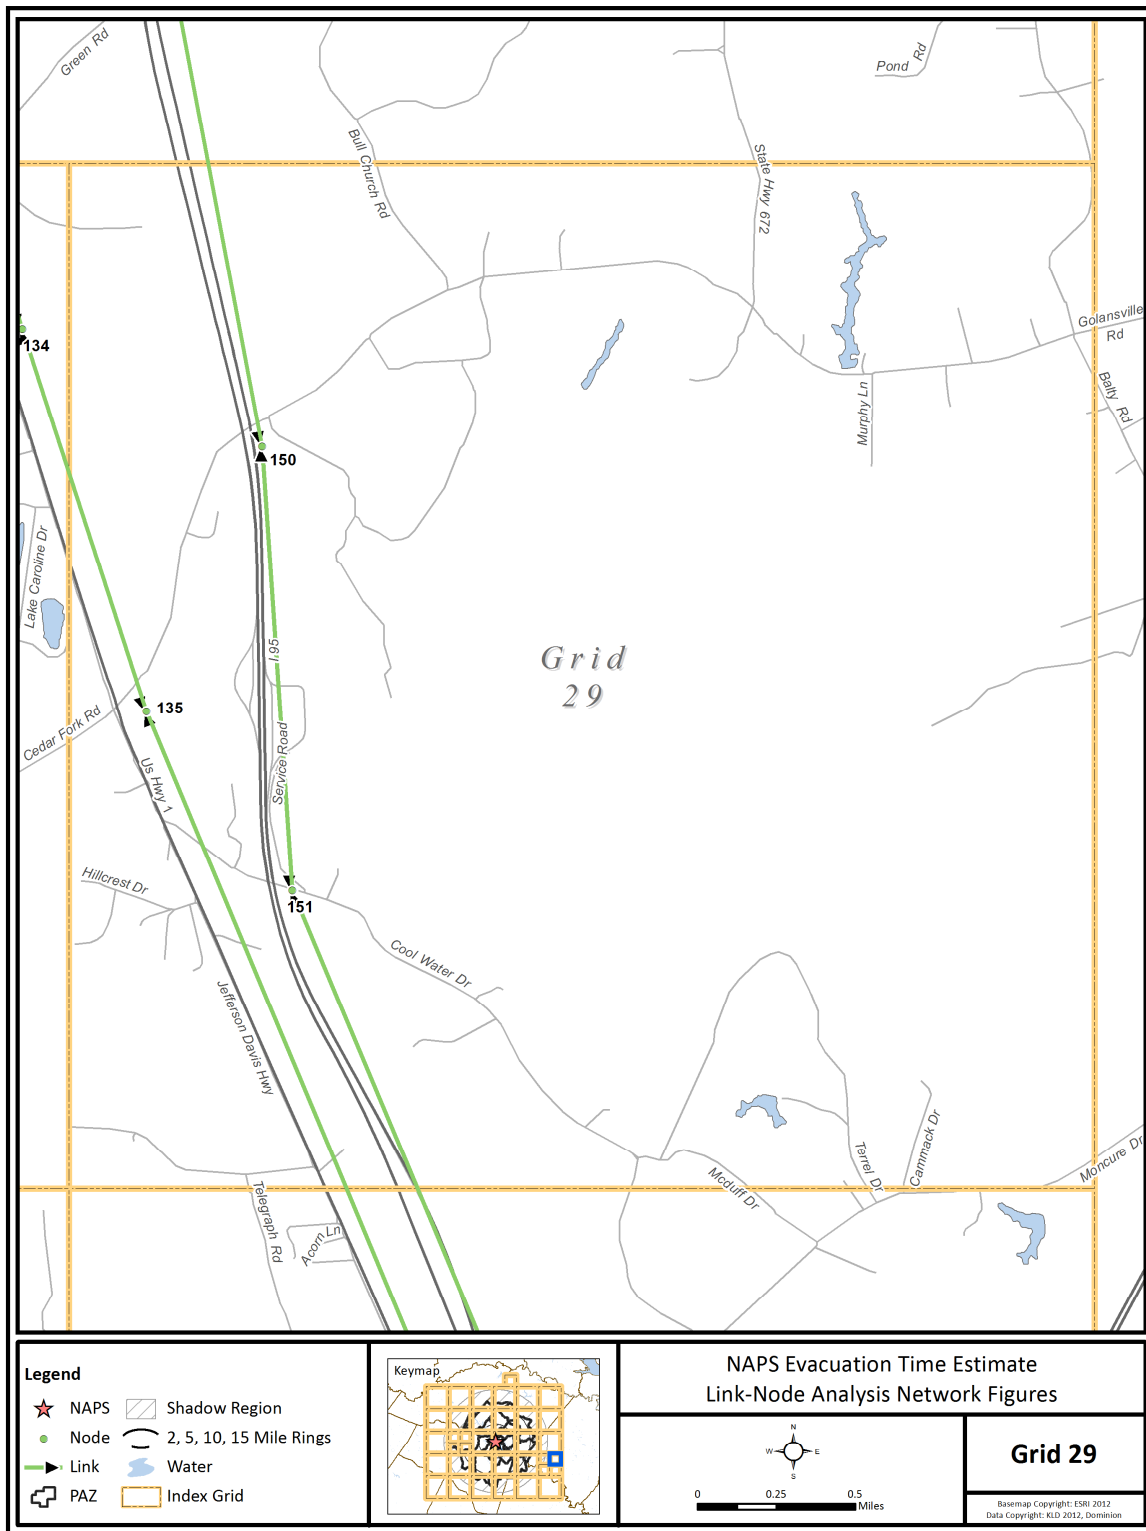 Green Rd
Pond Rd
Bull Church Rd
State Hwy 672
Golansville
Rd
134
Balty Rd
Murphy Ln
150
Lake Caroline Dr
I 95
Grid
29
135
Cedar Fork Rd
Service Road
Us Hwy 1
Hillcrest Dr
151
Cool Water Dr
Jefferson Davis Hwy
Cammack Dr
Terrel Dr
Moncure Dr
Mcduff Dr
Telegraph Rd
Acorn Ln
Legend
NAPS
Shadow Region
Node
2, 5, 10, 15 Mile Rings
Link
Water
PAZ
Index Grid
Keymap
NAPS Evacuation Time Estimate
Link-Node Analysis Network Figures
N
W E
S
0 0.25 0.5
Miles
Grid 29
Basemap Copyright: ESRI 2012
Data Copyright: KLD 2012, Dominion